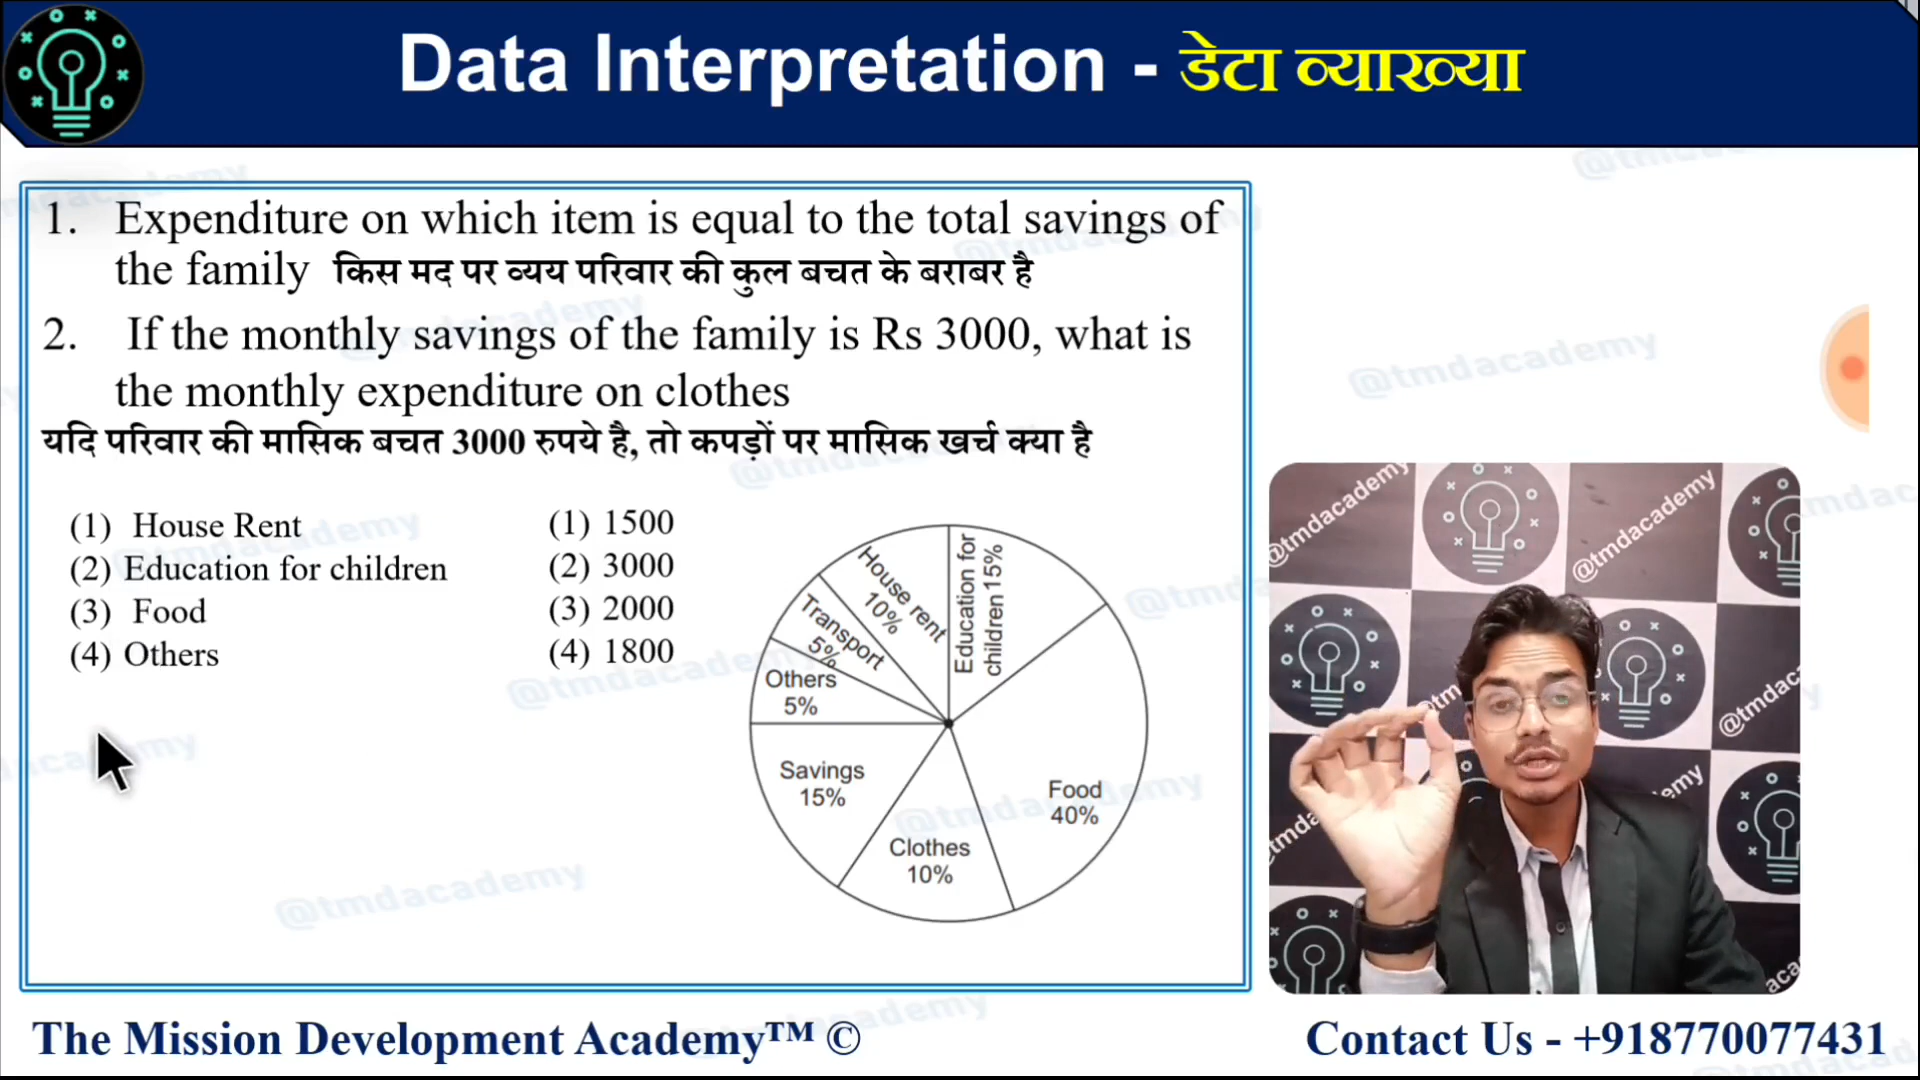 Data Interpretation - डेटा व्याख्या
1. Expenditure on which item is equal to the total savings of
the family किस मद पर व्यय परिवार की कुल बचत के बराबर है
2. If the monthly savings of the family is Rs 3000, what is
the monthly expenditure on clothes
यदि परिवार की मासिक बचत 3000 रुपये है, तो कपड़ों पर मासिक खर्च क्या है
(1) House Rent
(2) Education for children
(3) Food
(4) Others
(1) 1500
(2) 3000
(3) 2000
(4) 1800
Education for
children 15%
House rent
10%
Transport
5%
Others
5%
Savings
15%
Clothes
10%
Food
40%
@tmdacademy
@tmdacademy
@tmdacademy
@tmdacademy
@tmdacademy
The Mission Development Academy™ ©
Contact Us - +918770077431